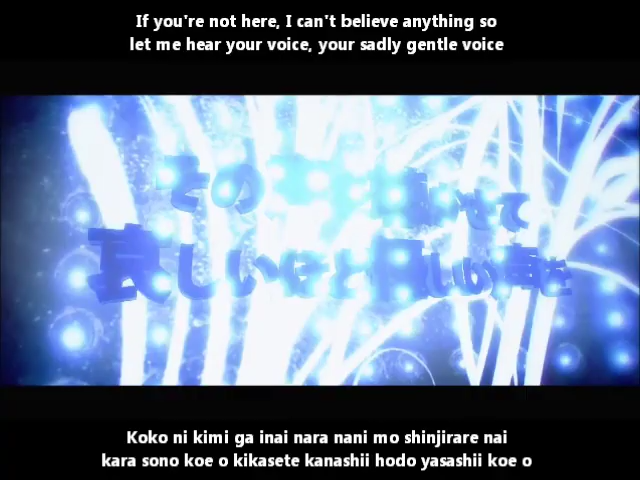 If you're not here, I can't believe anything so
let me hear your voice, your sadly gentle voice
その声を聴かせて
哀しいほど優しい声を
Koko ni kimi ga inai nara nani mo shinjirare nai
kara sono koe o kikasete kanashii hodo yasashii koe o